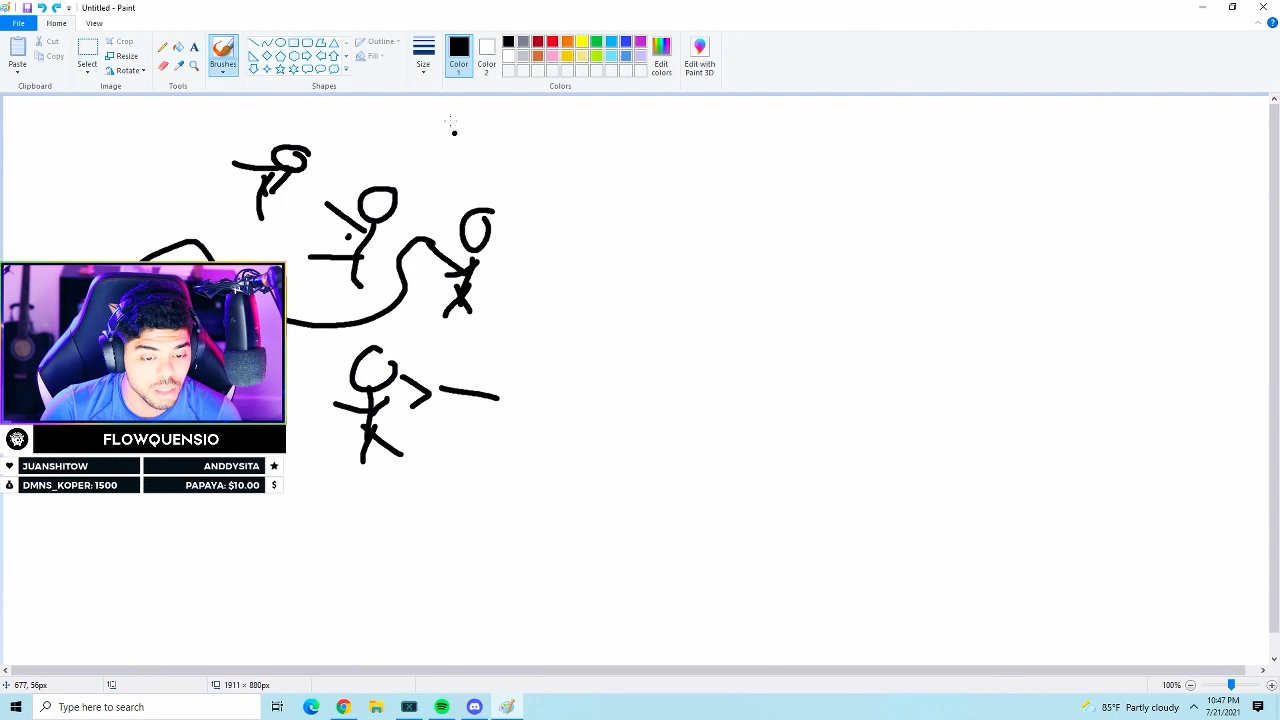 Untitled - Paint
File
Home
View
Paste
Cut
Copy
Clipboard
Select
Crop
Resize
Rotate
Image
Tools
Brushes
Shapes
Outline
Fill
Size
Color
1
Color
2
Edit
colors
Edit with
Paint 3D
Colors
FLOWQUENSIO
JUANSHITOW
ANDDYSITA
DMNS_KOPER: 1500
PAPAYA: $10.00
$
677, 56px
1911 × 880px
100%
Type here to search
85°F Partly cloudy
10:47 PM
7/21/2021